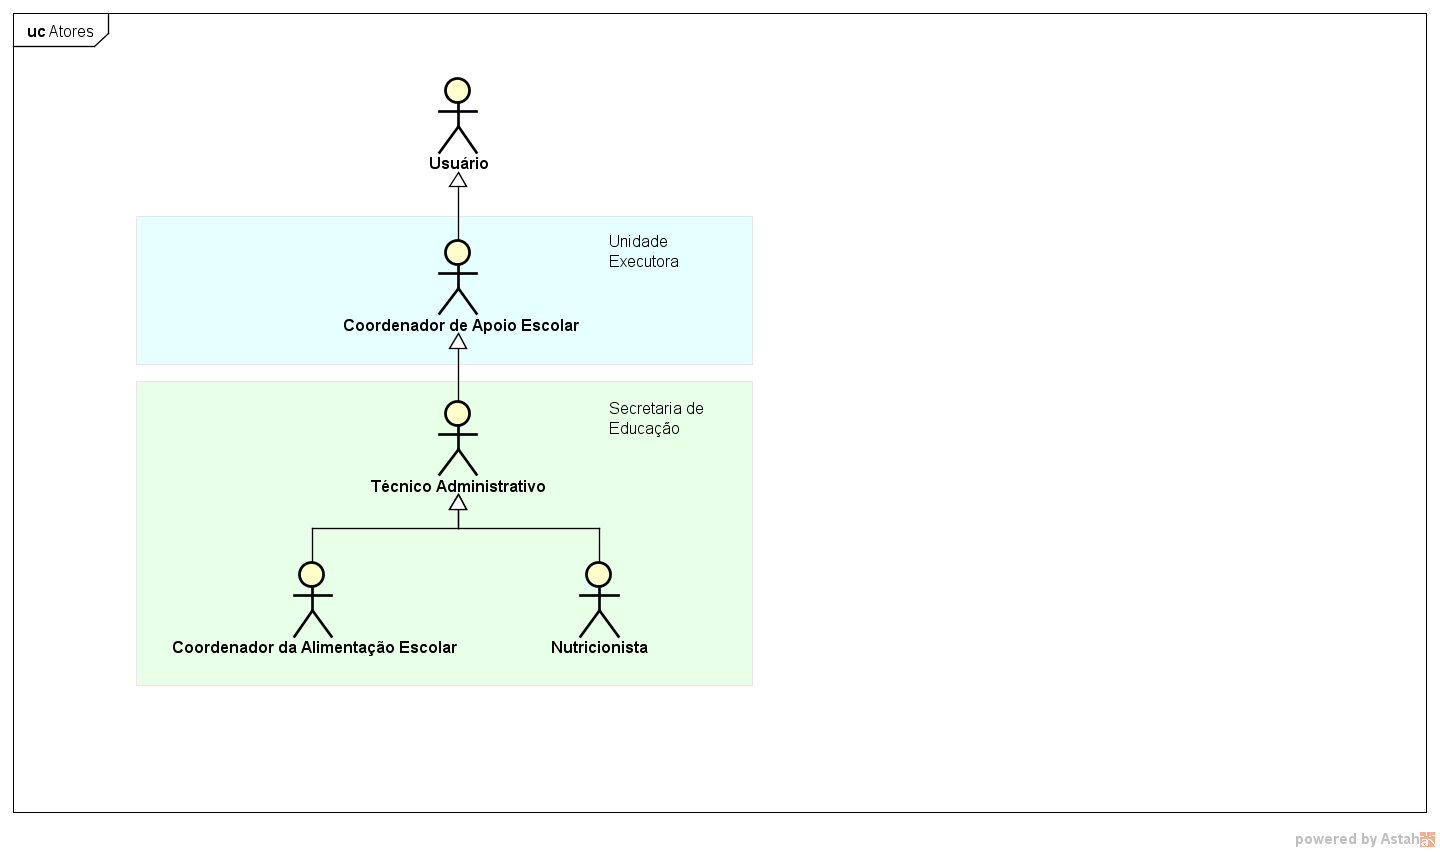 uc Atores
Usuário
Unidade
Executora
Coordenador de Apoio Escolar
Secretaria de
Educação
Técnico Administrativo
Coordenador da Alimentação Escolar
Nutricionista
powered by Astah